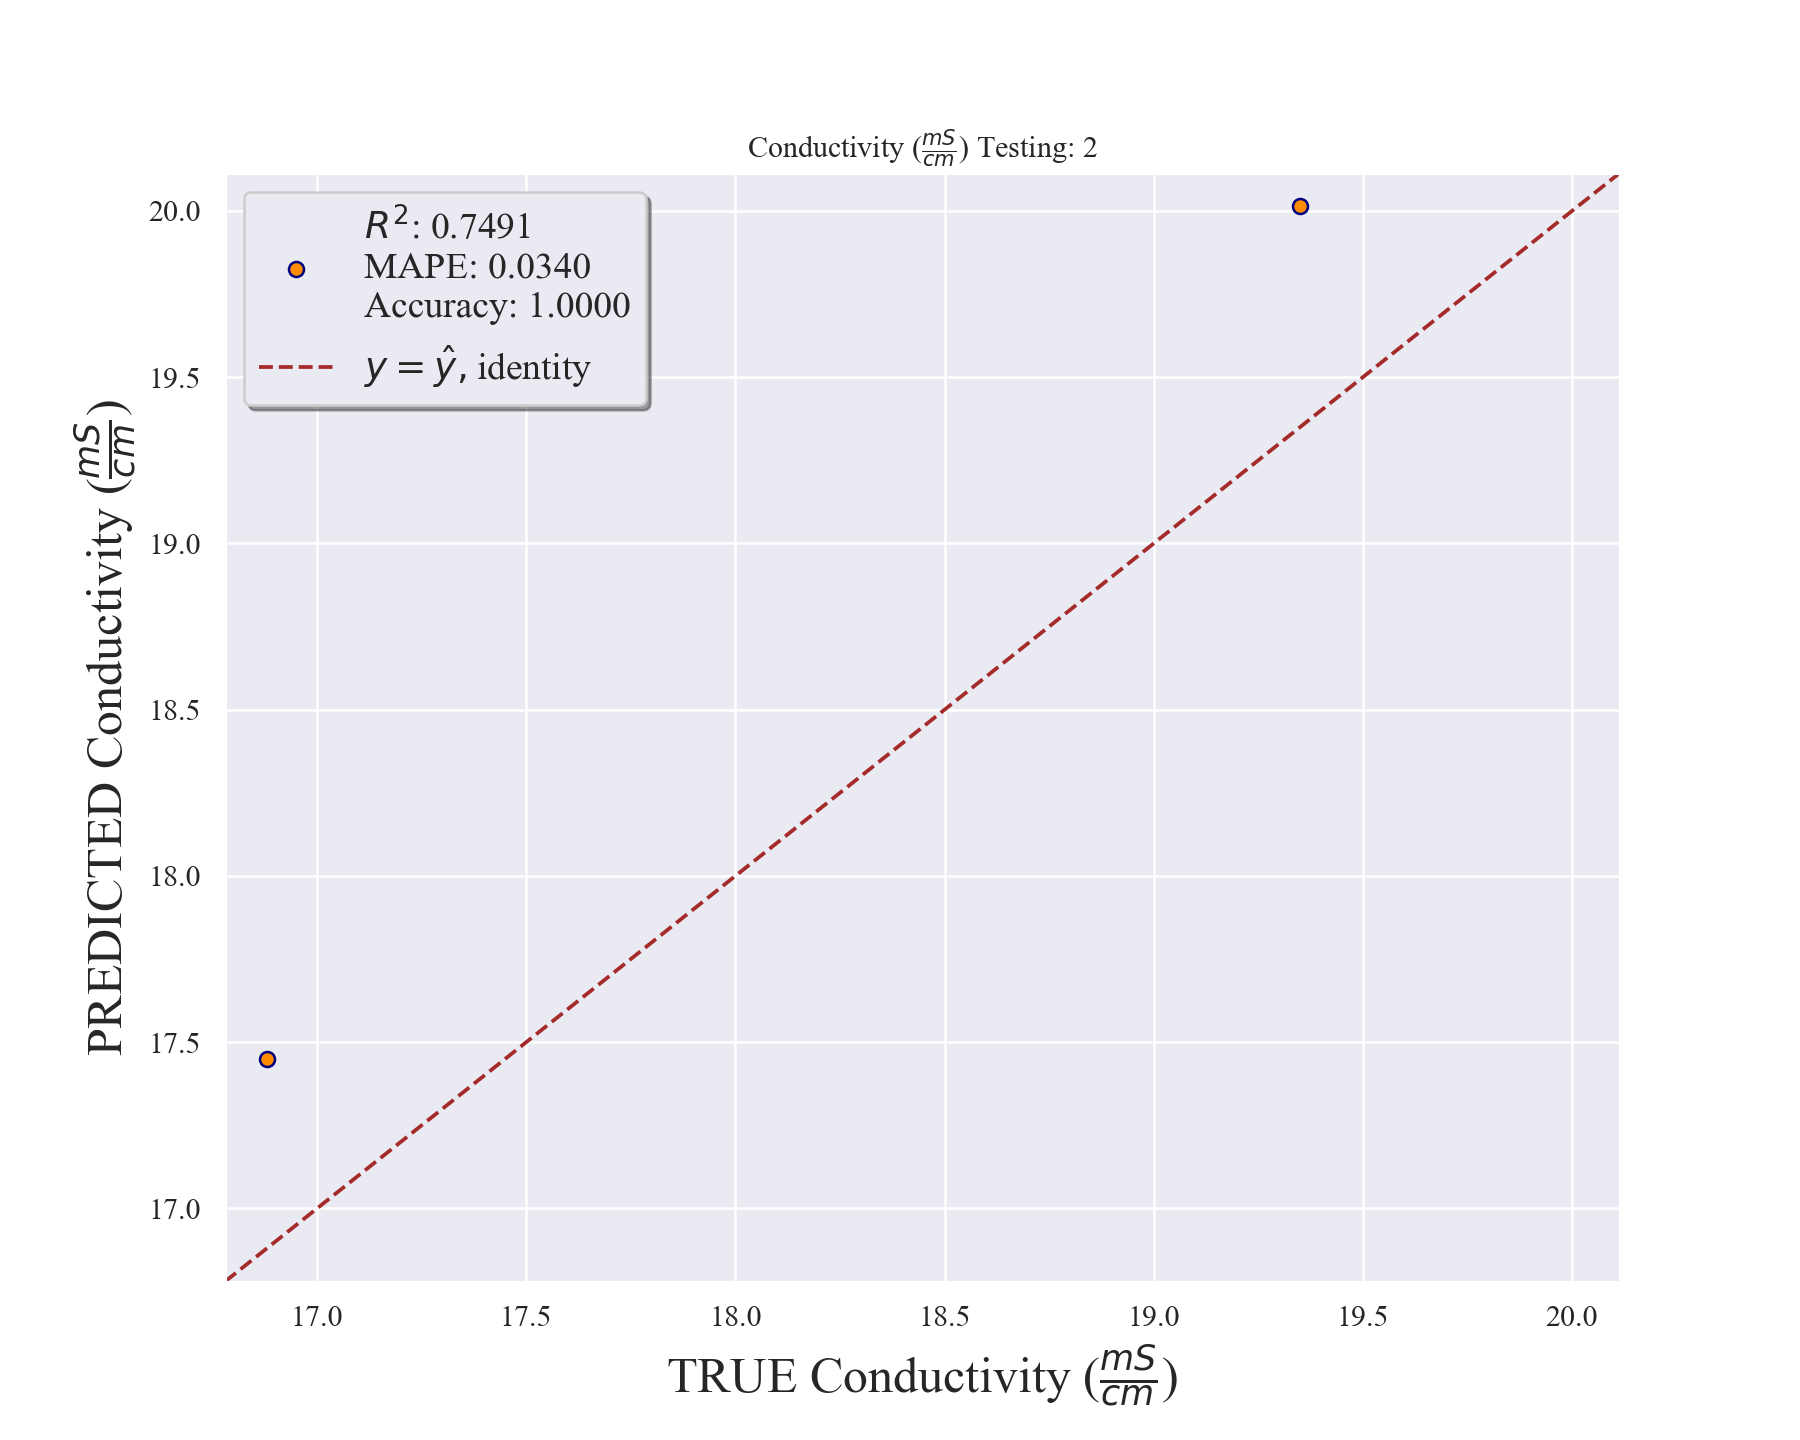 Conductivity (mS/cm) Testing: 2
R²: 0.7491
MAPE: 0.0340
Accuracy: 1.0000
y = ŷ, identity
PREDICTED Conductivity (mS/cm)
20.0
19.5
19.0
18.5
18.0
17.5
17.0
17.0 17.5 18.0 18.5 19.0 19.5 20.0
TRUE Conductivity (mS/cm)